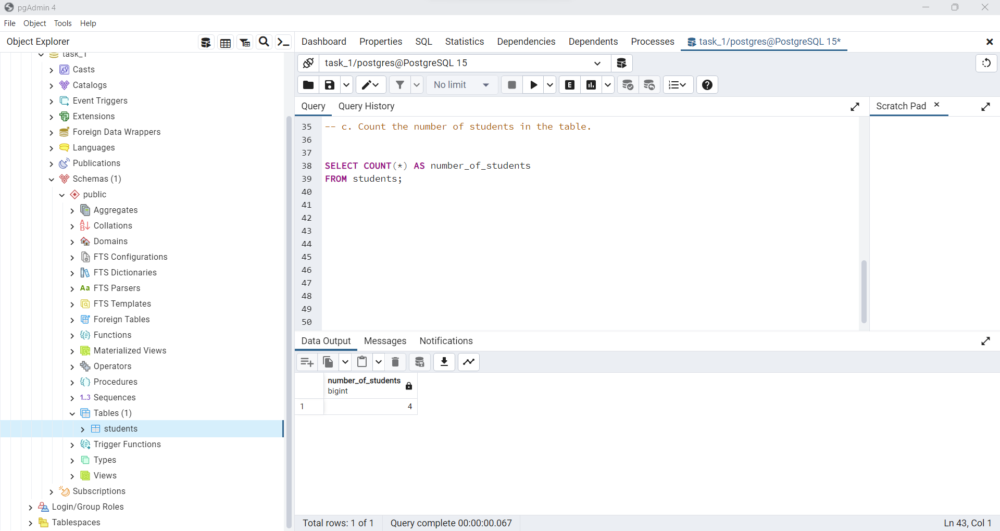 pgAdmin 4
File Object Tools Help
Object Explorer
Dashboard Properties SQL Statistics Dependencies Dependents Processes task_1/postgres@PostgreSQL 15*
task_1/postgres@PostgreSQL 15
No limit
E
Query Query History
Scratch Pad
task_1
Casts
Catalogs
Event Triggers
Extensions
Foreign Data Wrappers
Languages
Publications
Schemas (1)
public
Aggregates
Collations
Domains
FTS Configurations
FTS Dictionaries
Aa FTS Parsers
FTS Templates
Foreign Tables
Functions
Materialized Views
Operators
Procedures
1..3 Sequences
Tables (1)
students
Trigger Functions
Types
Views
Subscriptions
Login/Group Roles
Tablespaces
35 -- c. Count the number of students in the table.
36
37
38 SELECT COUNT(*) AS number_of_students
39 FROM students;
40
41
42
43
44
45
46
47
48
49
50
Data Output Messages Notifications
number_of_students
bigint
1 4
Total rows: 1 of 1 Query complete 00:00:00.067 Ln 43, Col 1